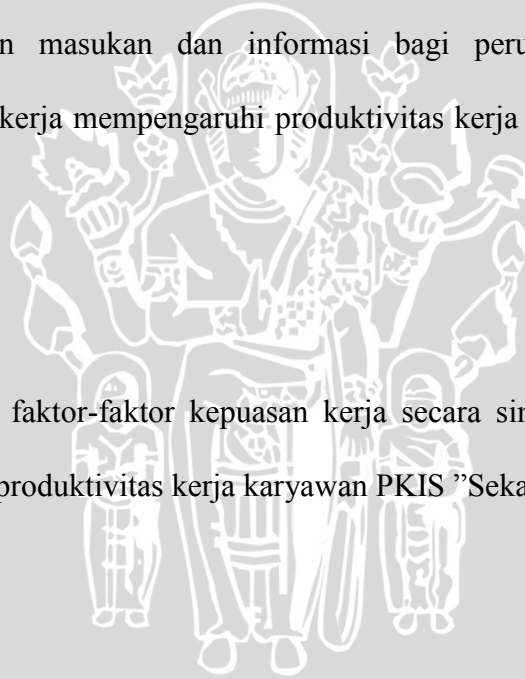 n masukan dan informasi bagi peru
kerja mempengaruhi produktivitas kerja
faktor-faktor kepuasan kerja secara sin
produktivitas kerja karyawan PKIS ”Seka